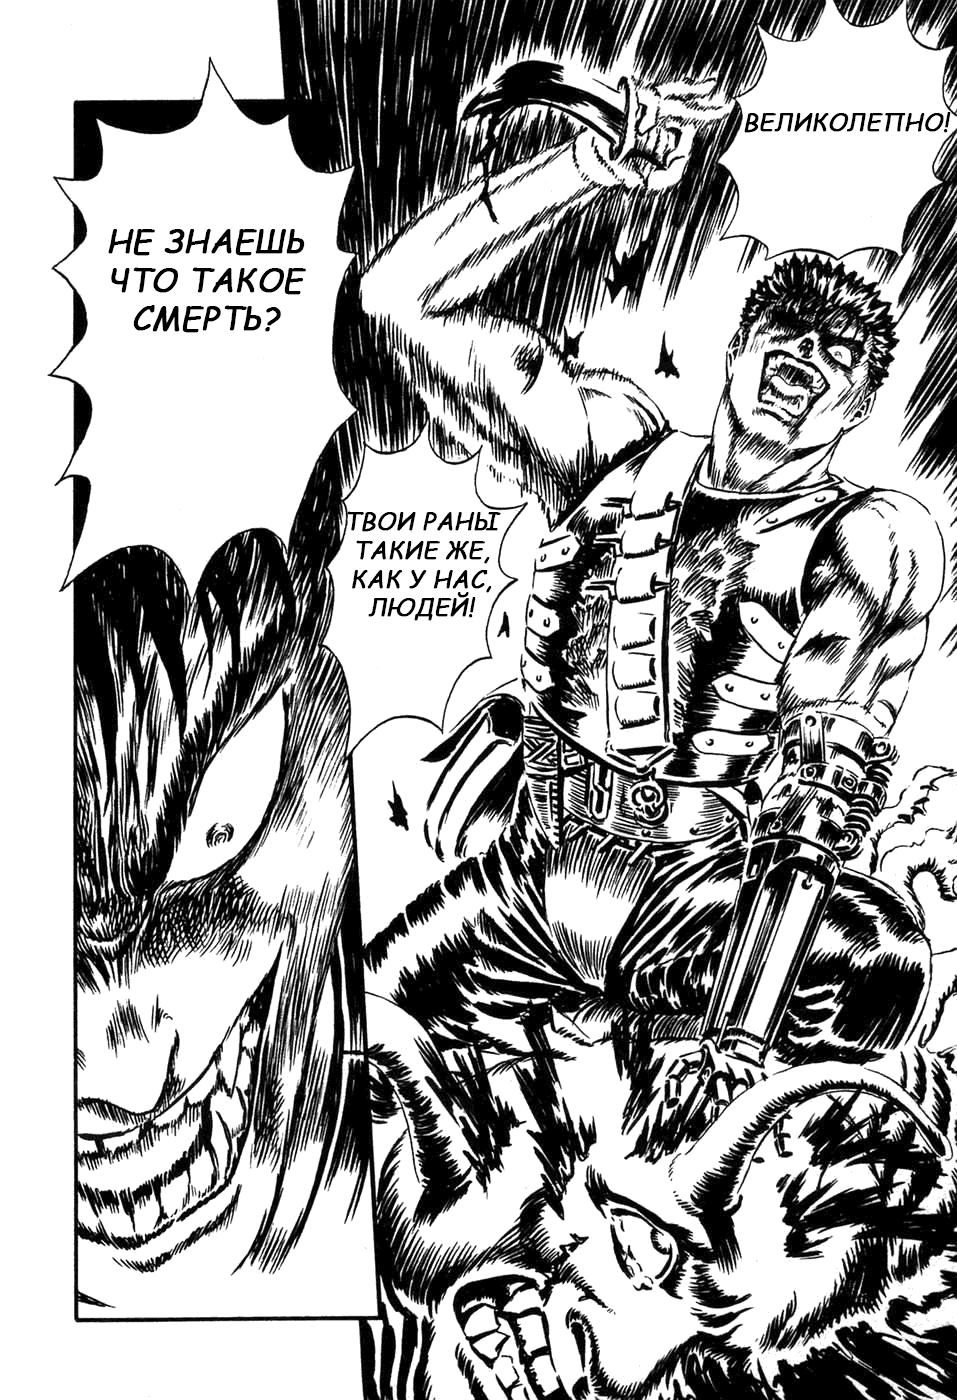 ВЕЛИКОЛЕПНО!
ТВОИ РАНЫ
ТАКИЕ ЖЕ,
КАК У НАС,
ЛЮДЕЙ!
НЕ ЗНАЕШЬ
ЧТО ТАКОЕ
СМЕРТЬ?